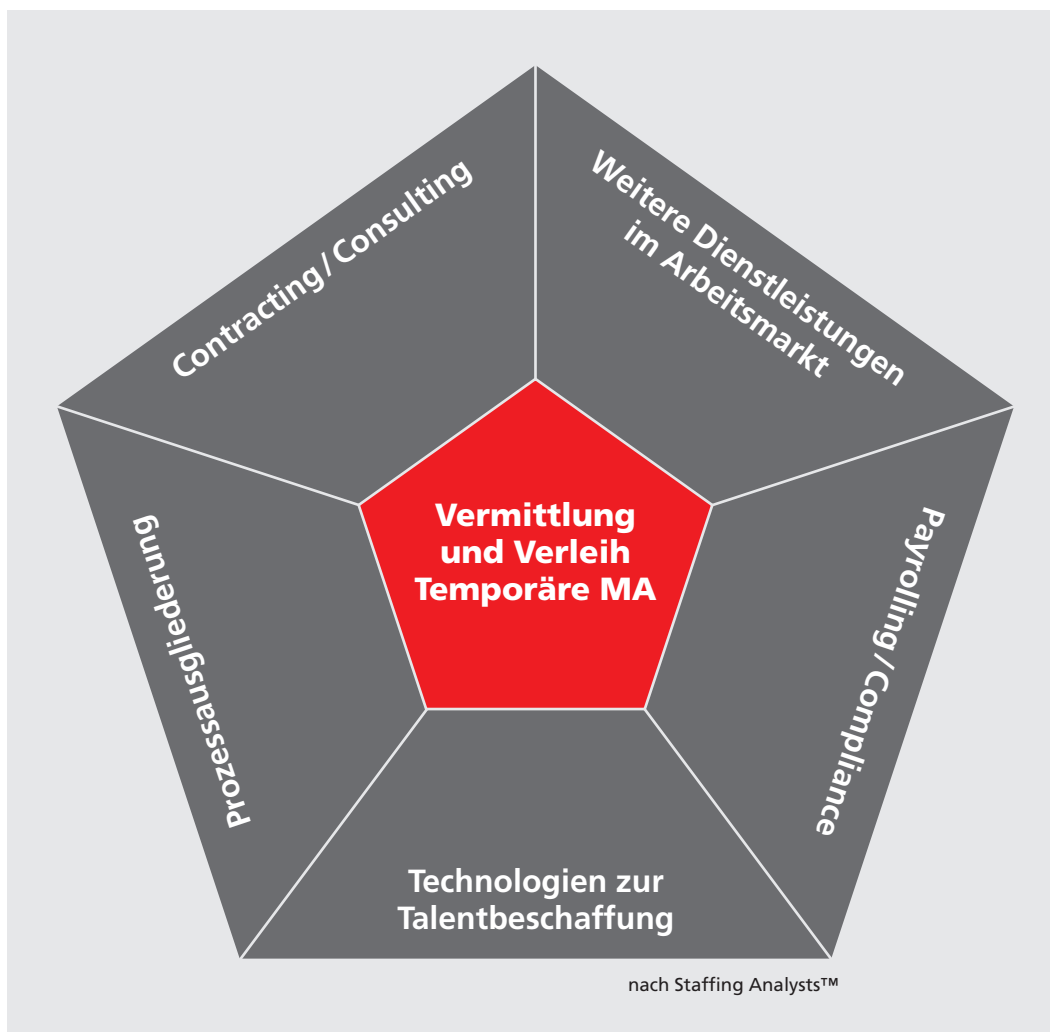 Contracting / Consulting
Weitere Dienstleistungen
im Arbeitsmarkt
Vermittlung
und Verleih
Temporäre MA
Prozessausgliederung
Payrolling / Compliance
Technologien zur
Talentbeschaffung
nach Staffing Analysts™